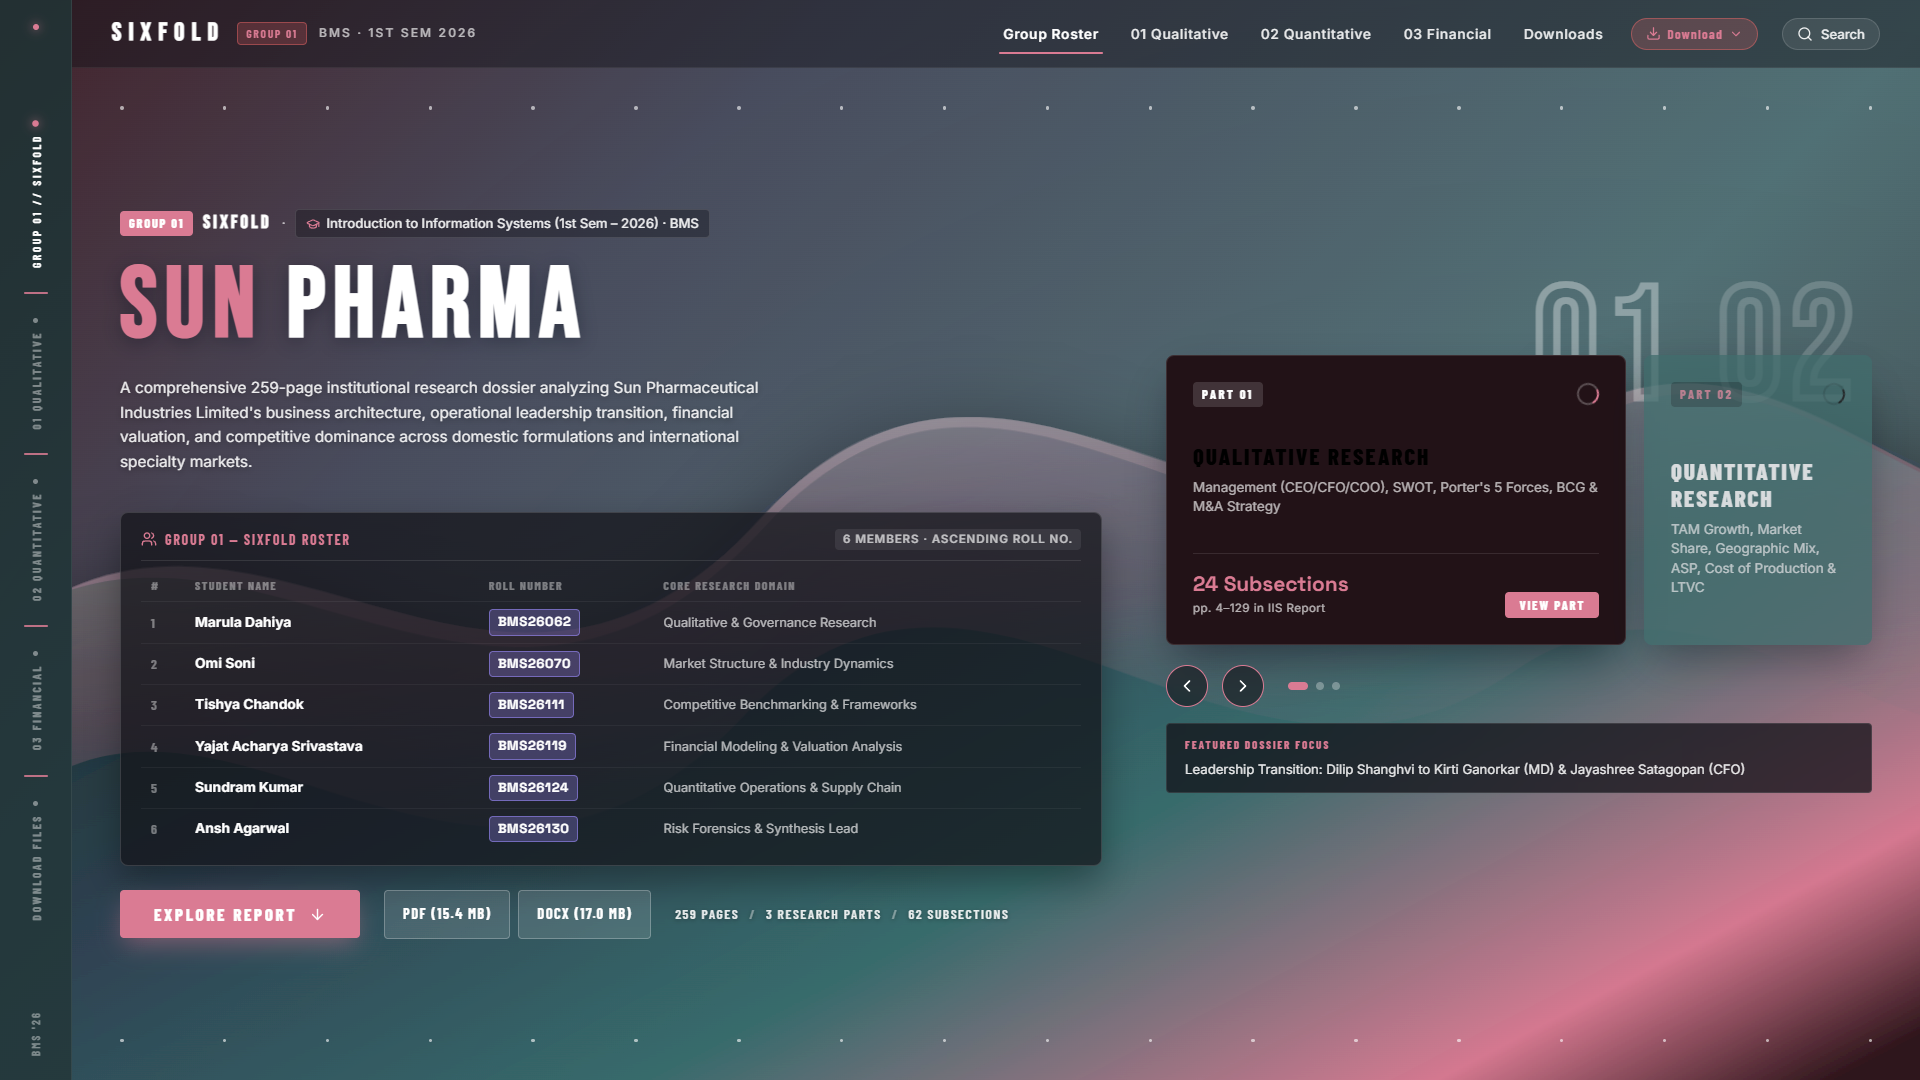 SIXFOLD GROUP 01 BMS · 1ST SEM 2026
Group Roster 01 Qualitative 02 Quantitative 03 Financial Downloads Download Search
GROUP 01 // SIXFOLD
01 QUALITATIVE
02 QUANTITATIVE
03 FINANCIAL
DOWNLOAD FILES
BMS '26
GROUP 01 SIXFOLD · Introduction to Information Systems (1st Sem – 2026) · BMS
SUN PHARMA
A comprehensive 259-page institutional research dossier analyzing Sun Pharmaceutical
Industries Limited's business architecture, operational leadership transition, financial
valuation, and competitive dominance across domestic formulations and international
specialty markets.
GROUP 01 — SIXFOLD ROSTER 6 MEMBERS · ASCENDING ROLL NO.
# STUDENT NAME ROLL NUMBER CORE RESEARCH DOMAIN
1 Marula Dahiya BMS26062 Qualitative & Governance Research
2 Omi Soni BMS26070 Market Structure & Industry Dynamics
3 Tishya Chandok BMS26111 Competitive Benchmarking & Frameworks
4 Yajat Acharya Srivastava BMS26119 Financial Modeling & Valuation Analysis
5 Sundram Kumar BMS26124 Quantitative Operations & Supply Chain
6 Ansh Agarwal BMS26130 Risk Forensics & Synthesis Lead
EXPLORE REPORT PDF (15.4 MB) DOCX (17.0 MB) 259 PAGES / 3 RESEARCH PARTS / 62 SUBSECTIONS
01
PART 01
QUALITATIVE RESEARCH
Management (CEO/CFO/COO), SWOT, Porter's 5 Forces, BCG &
M&A Strategy
24 Subsections
pp. 4–129 in IIS Report
VIEW PART
02
PART 02
QUANTITATIVE
RESEARCH
TAM Growth, Market
Share, Geographic Mix,
ASP, Cost of Production &
LTVC
FEATURED DOSSIER FOCUS
Leadership Transition: Dilip Shanghvi to Kirti Ganorkar (MD) & Jayashree Satagopan (CFO)